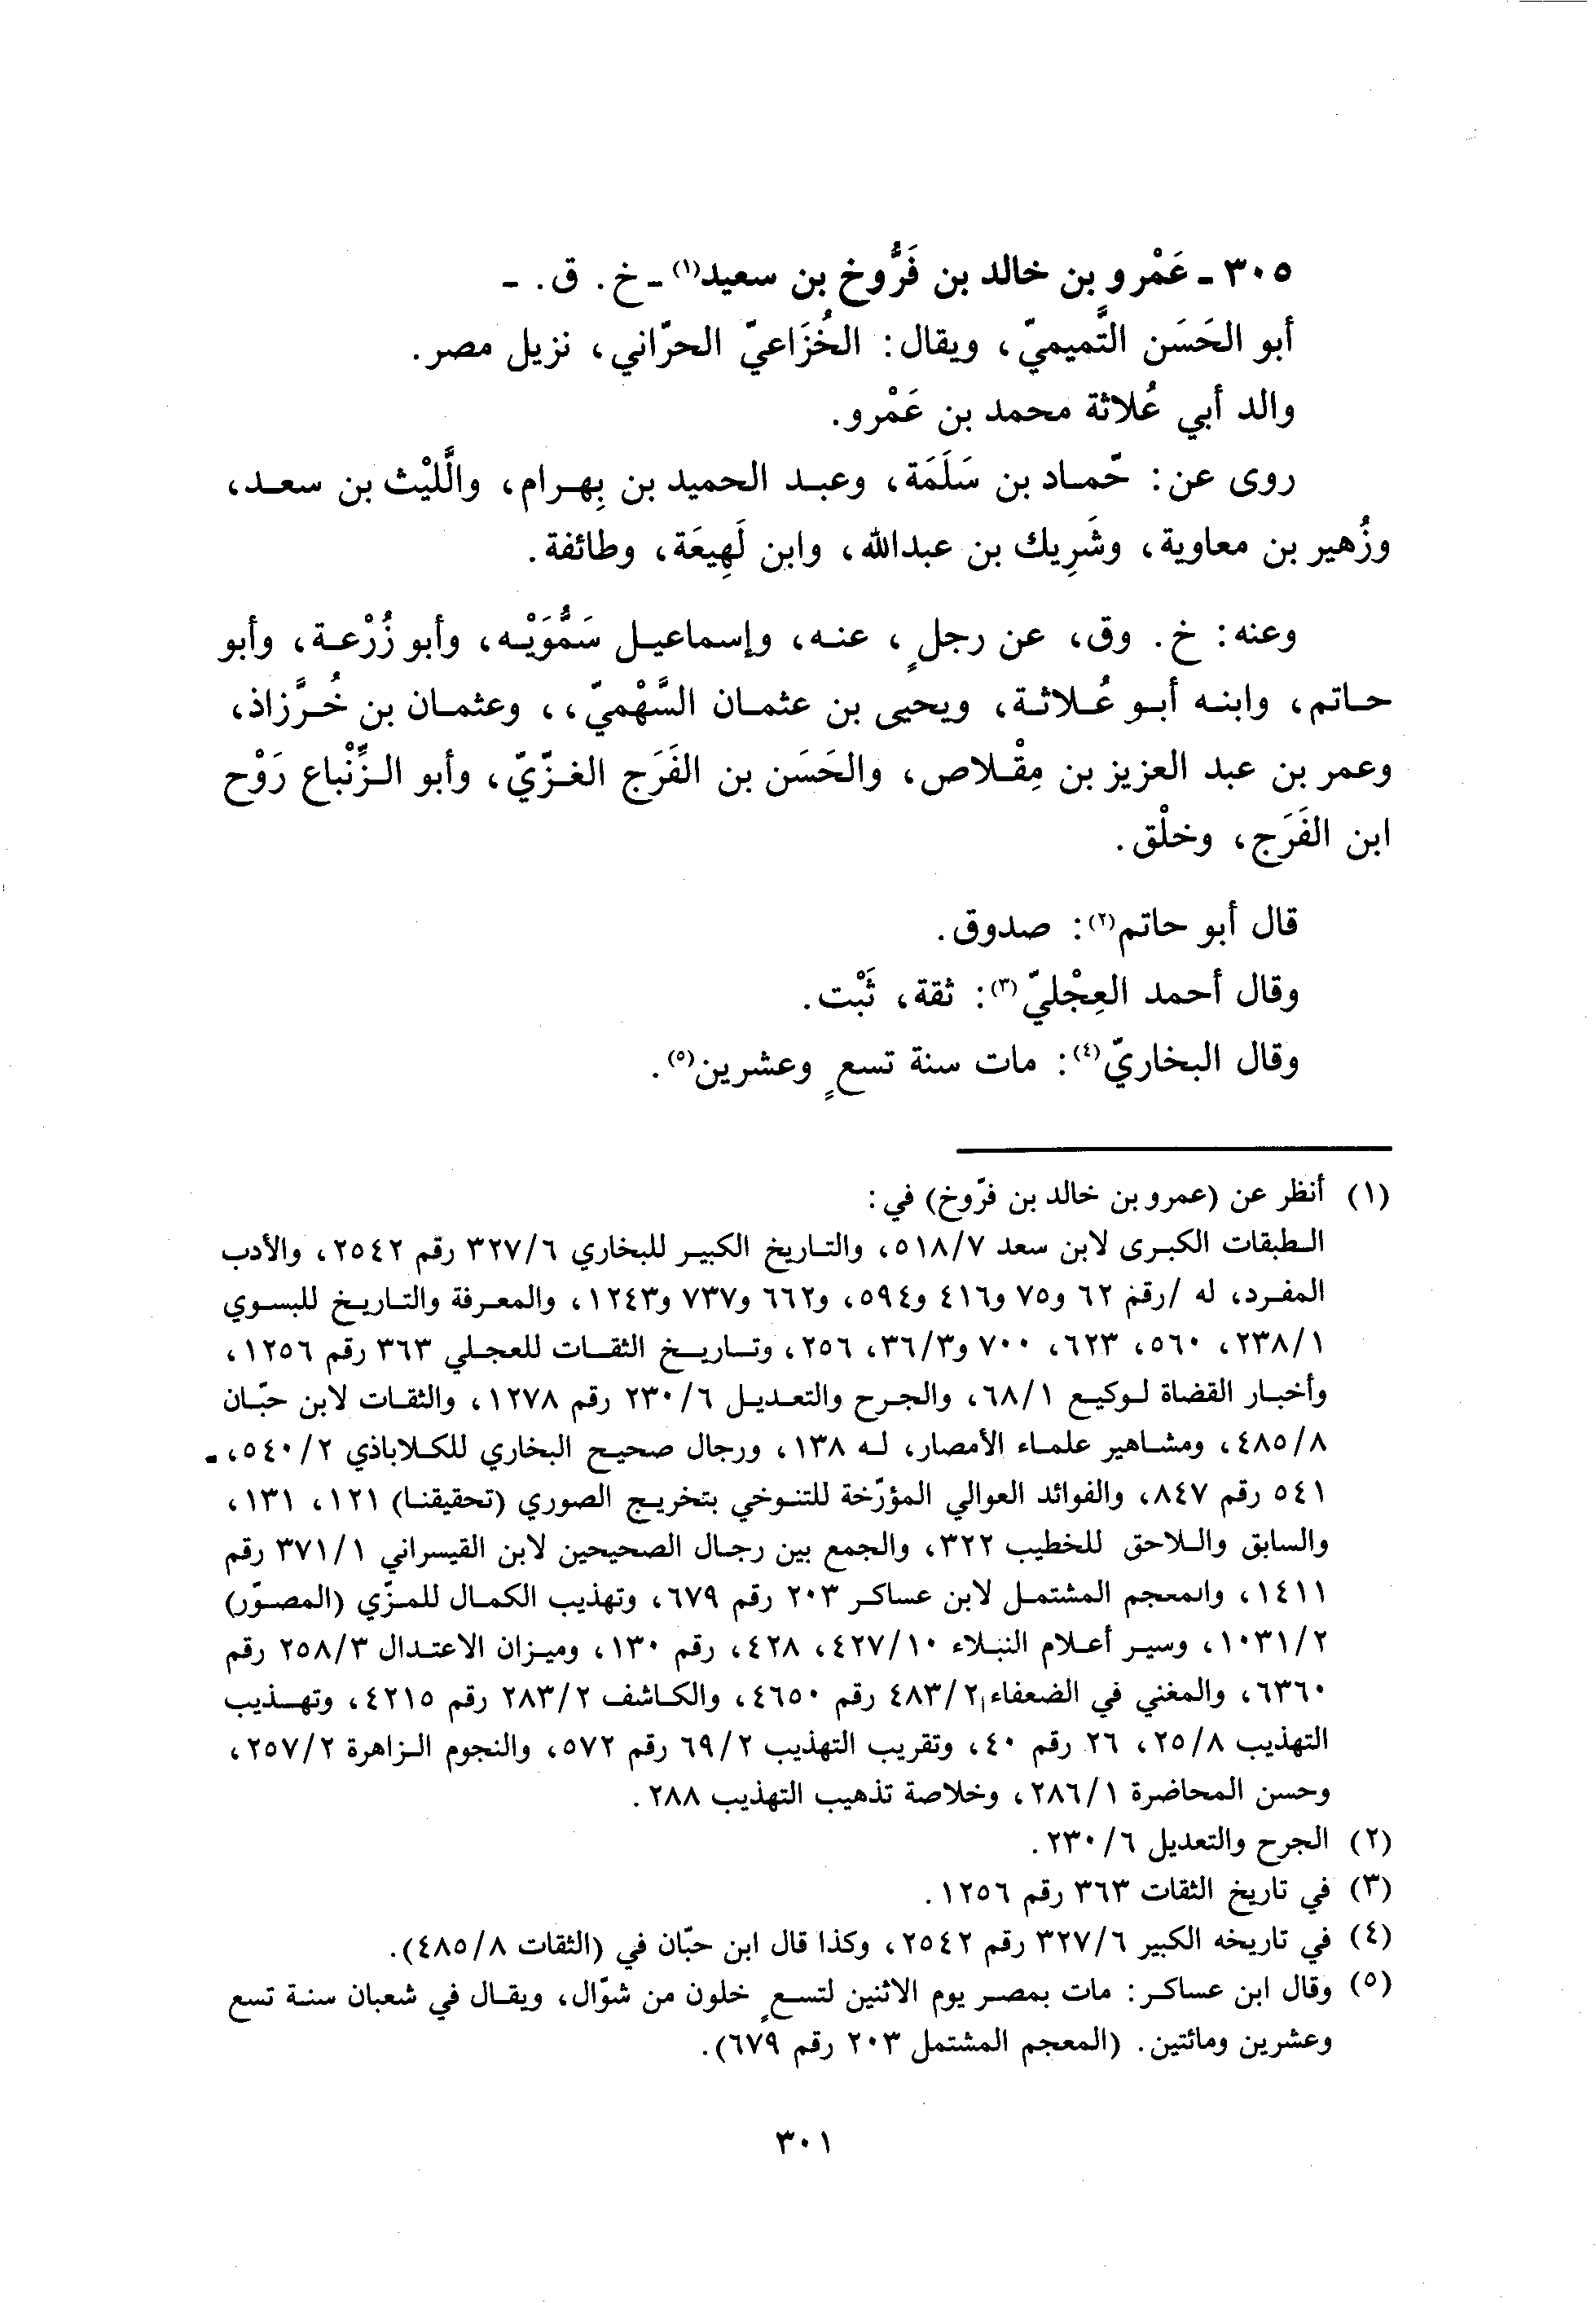 ٣٠٥ - عَمْرو بن خالد بن فَرُّوخ بن سعيد(١) - خ. ق. -
أبو الحَسَن التَّميميّ، ويقال: الخُزَاعيّ الحرّاني، نزيل مصر.
والد أبي عُلاثة محمد بن عَمْرو.
روى عن: حّماد بن سَلَمَة، وعبد الحميد بن بِهرام، والَّليْث بن سعد،
وزُهير بن معاوية، وشَرِيك بن عبدالله، وابن لَهِيعَة، وطائفة.
وعنه: خ. وق، عن رجلٍ، عنه، وإسماعيل سَمُّوَيْه، وأبو زُرْعة، وأبو
حاتم، وابنه أبو عُلاثة، ويحيى بن عثمان السَّهْميّ،، وعثمان بن خُرَّزاذ،
وعمر بن عبد العزيز بن مِقْلاص، والحَسَن بن الفَرَج الغزّيّ، وأبو الزِّنْباع رَوْح
ابن الفَرَج، وخلْق.
قال أبو حاتم(٢): صدوق.
وقال أحمد العِجْليّ(٣): ثقة، ثَبْت.
وقال البخاريّ(٤): مات سنة تسعٍ وعشرين(٥).
(١) أنظر عن (عمرو بن خالد بن فرّوخ) في:
الطبقات الكبرى لابن سعد ٥١٨/٧، والتاريخ الكبير للبخاري ٣٢٧/٦ رقم ٢٥٤٢، والأدب
المفرد، له /رقم ٦٢ و٧٥ و٤١٦ و٥٩٤، و٦٦٢ و٧٣٧ و١٢٤٣، والمعرفة والتاريخ للبسوي
٢٣٨/١، ٥٦٠، ٦٢٣، ٧٠٠ و٣٦/٣، ٢٥٦، وتاريخ الثقات للعجلي ٣٦٣ رقم ١٢٥٦،
وأخبار القضاة لوكيع ٦٨/١، والجرح والتعديل ٢٣٠/٦ رقم ١٢٧٨، والثقات لابن حبّان
٤٨٥/٨، ومشاهير علماء الأمصار، له ١٣٨، ورجال صحيح البخاري للكلاباذي ٥٤٠/٢، -
٥٤١ رقم ٨٤٧، والفوائد العوالي المؤرّخة للتنوخي بتخريج الصوري (تحقيقنا) ١٢١، ١٣١،
والسابق واللاحق للخطيب ٣٢٢، والجمع بين رجال الصحيحين لابن القيسراني ٣٧١/١ رقم
١٤١١، والمعجم المشتمل لابن عساكر ٢٠٣ رقم ٦٧٩، وتهذيب الكمال للمزّي (المصوّر)
١٠٣١/٢، وسير أعلام النبلاء ٤٢٧/١٠، ٤٢٨، رقم ١٣٠، وميزان الاعتدال ٢٥٨/٣ رقم
٦٣٦٠، والمغني في الضعفاء ٤٨٣/٢ رقم ٤٦٥٠، والكاشف ٢٨٣/٢ رقم ٤٢١٥، وتهذيب
التهذيب ٢٥/٨، ٢٦ رقم ٤٠، وتقريب التهذيب ٦٩/٢ رقم ٥٧٢، والنجوم الزاهرة ٢٥٧/٢،
وحسن المحاضرة ٢٨٦/١، وخلاصة تذهيب التهذيب ٢٨٨.
(٢) الجرح والتعديل ٢٣٠/٦.
(٣) في تاريخ الثقات ٣٦٣ رقم ١٢٥٦.
(٤) في تاريخه الكبير ٣٢٧/٦ رقم ٢٥٤٢، وكذا قال ابن حبّان في (الثقات ٤٨٥/٨).
(٥) وقال ابن عساكر: مات بمصر يوم الاثنين لتسعٍ خلون من شوّال، ويقال في شعبان سنة تسع
وعشرين ومائتين. (المعجم المشتمل ٢٠٣ رقم ٦٧٩).
٣٠١